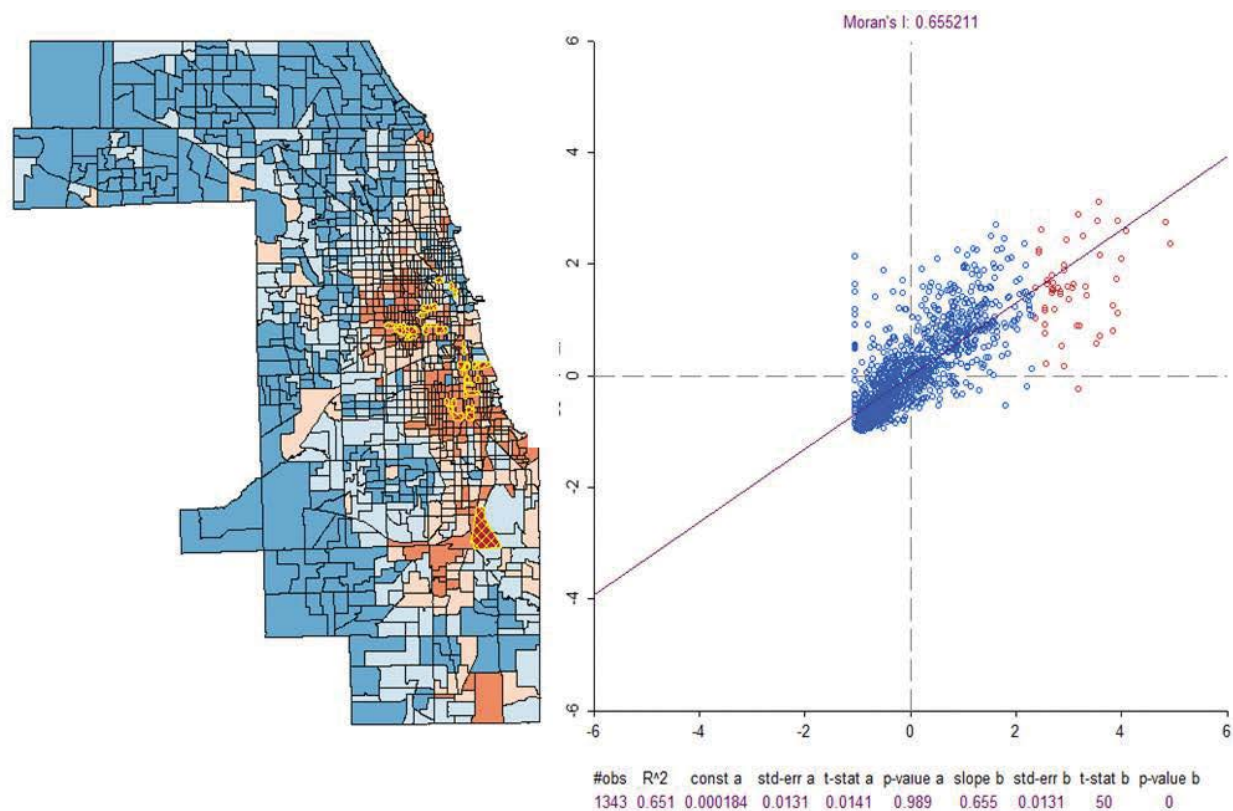 Moran's I: 0.655211
6
4
2
0
-2
-4
-6
-6 -4 -2 0 2 4 6
#obs R^2 const a std-err a t-stat a p-value a slope b std-err b t-stat b p-value b
1343 0.651 0.000184 0.0131 0.0141 0.989 0.655 0.0131 50 0